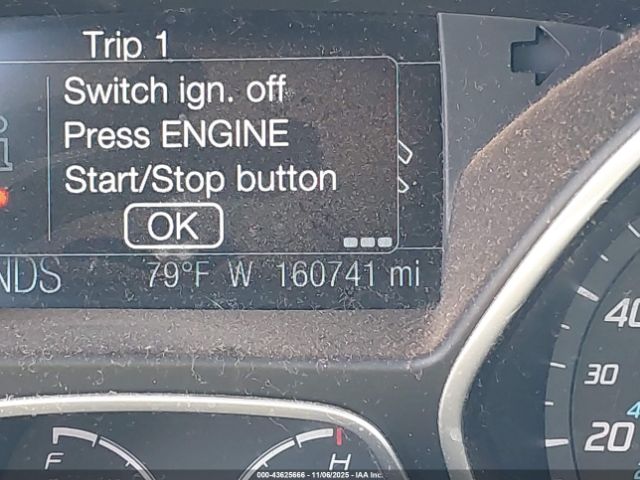 Trip 1
Switch ign. off
Press ENGINE
Start/Stop button
OK
NDS 79°F W 160741 mi
40
30
20
F H
000-43625666 - 11/06/2025 - IAA Inc.